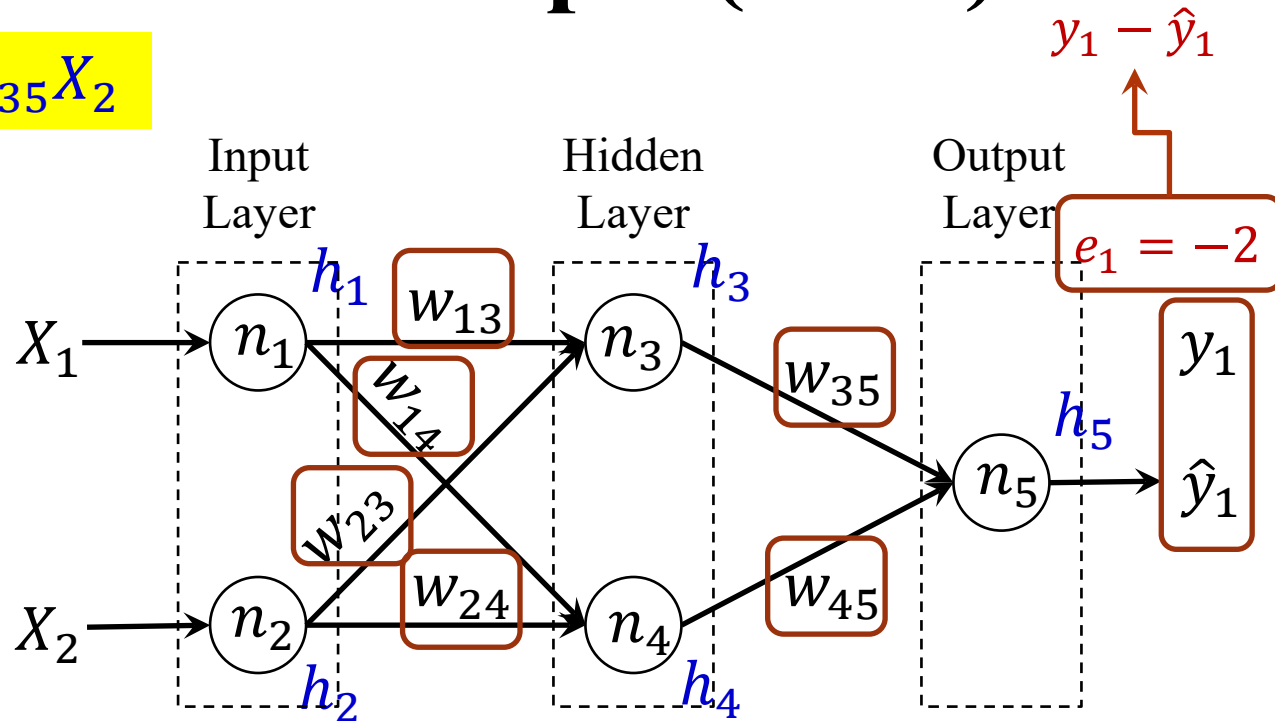 y₁ − ŷ₁
₃₅X₂
Input Layer
Hidden Layer
Output Layer
e₁ = −2
h₁
h₃
X₁
n₁
w₁₃
n₃
y₁
w₁₄
w₃₅
h₅
w₂₃
n₅
ŷ₁
X₂
n₂
w₂₄
n₄
w₄₅
h₂
h₄